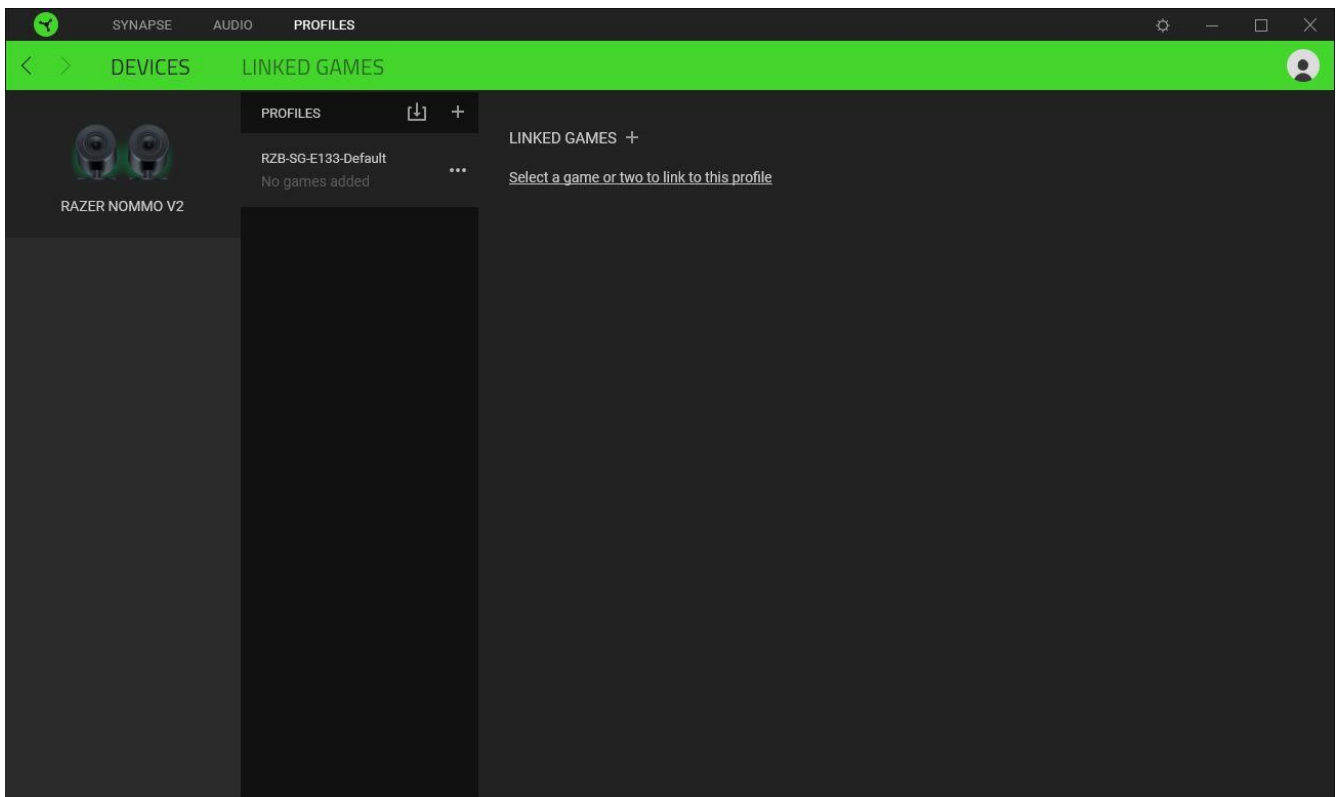 SYNAPSE AUDIO PROFILES
DEVICES LINKED GAMES
RAZER NOMMO V2
PROFILES
RZB-SG-E133-Default
No games added
LINKED GAMES
Select a game or two to link to this profile